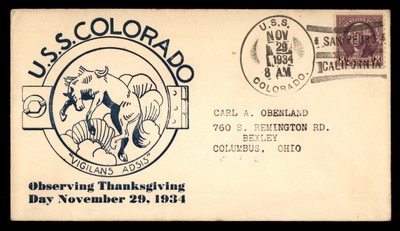 U.S.S. COLORADO
"VIGILANS ADSIS"
Observing Thanksgiving
Day November 29, 1934
U.S.S.
NOV
29
1934
8 AM
COLORADO.
SAN PEDRO
CALIFORNIA
CARL A. OBENLAND
760 S. REMINGTON RD.
BEXLEY
COLUMBUS, OHIO